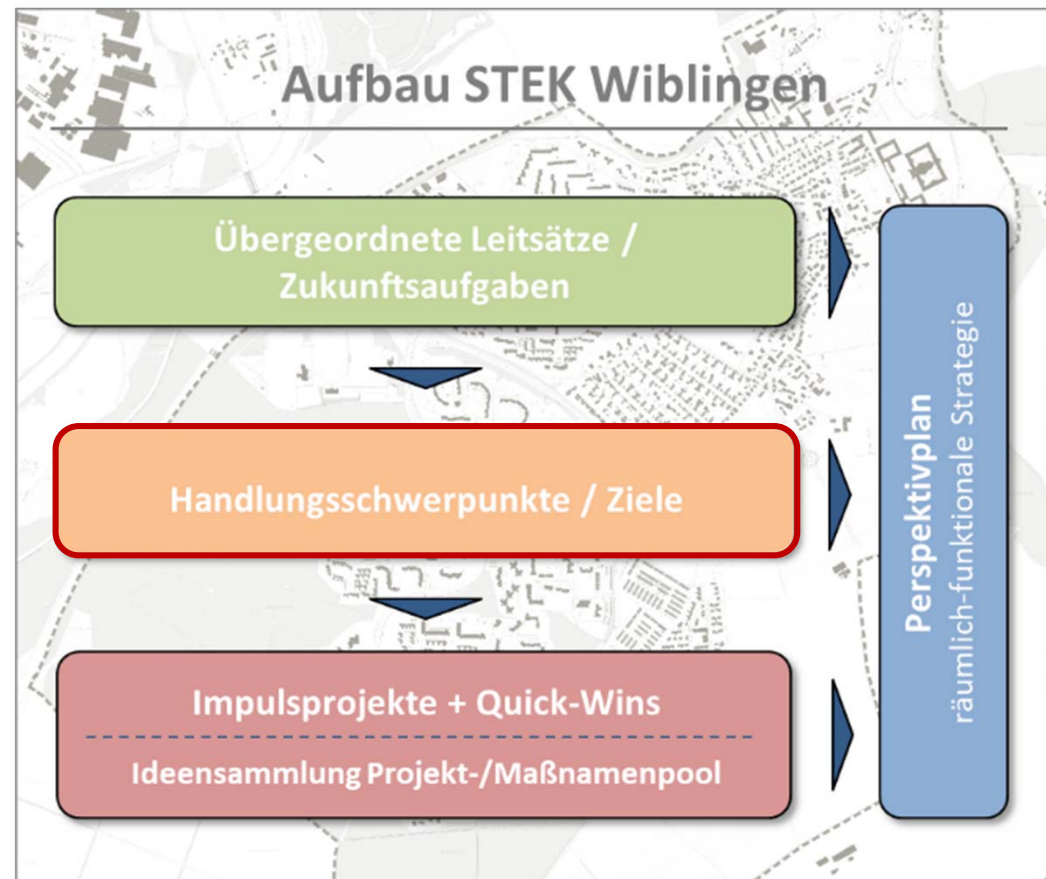 Aufbau STEK Wiblingen
Übergeordnete Leitsätze /
Zukunftsaufgaben
Handlungsschwerpunkte / Ziele
Impulsprojekte + Quick-Wins
Ideensammlung Projekt-/Maßnamenpool
Perspektivplan
räumlich-funktionale Strategie